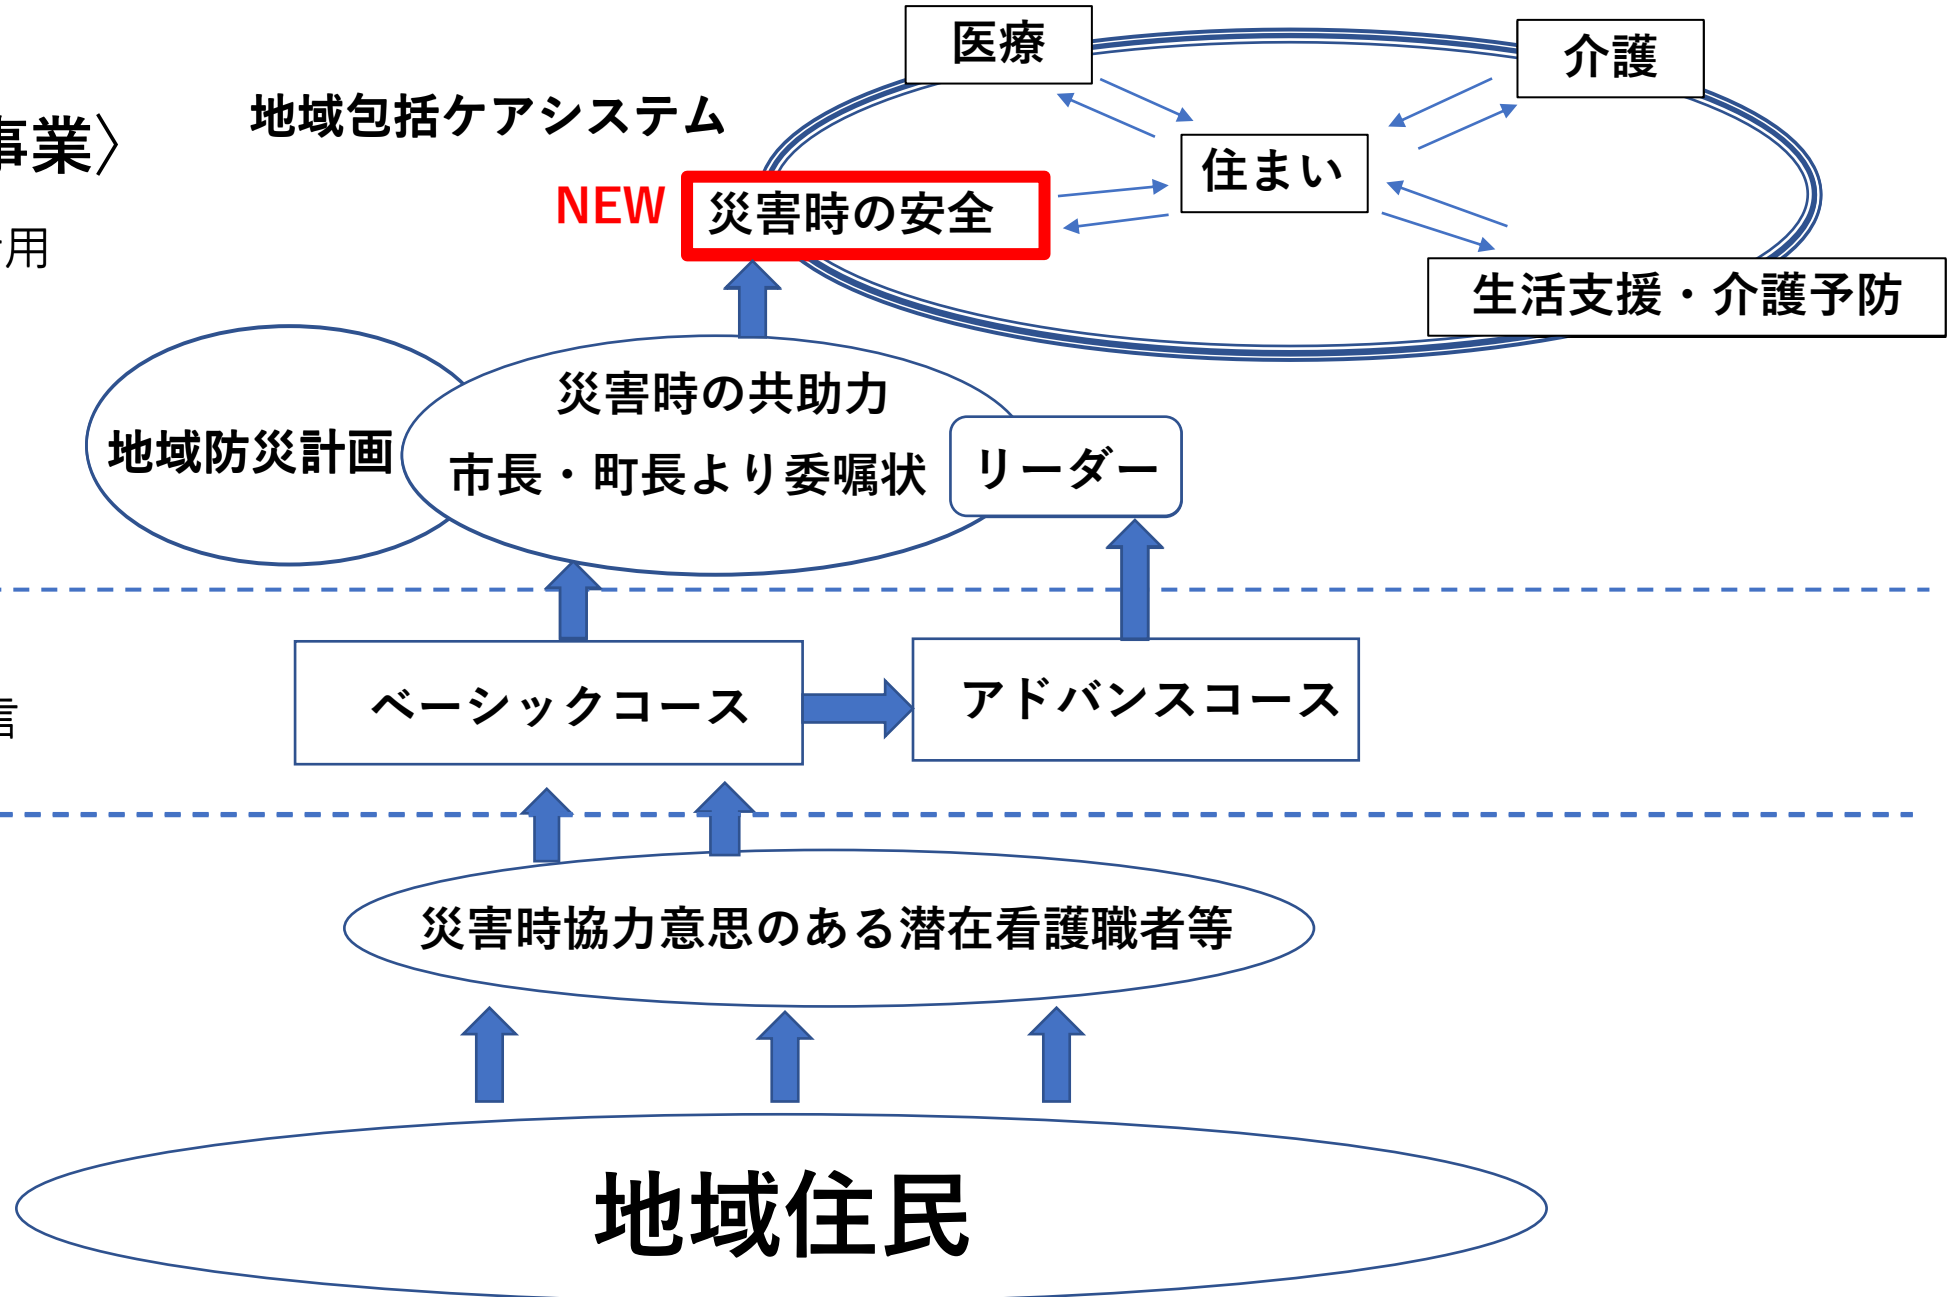 医療
介護
地域包括ケアシステム
事業〉
住まい
NEW
災害時の安全
用
生活支援・介護予防
災害時の共助力
地域防災計画
市長・町長より委嘱状
リーダー
ベーシックコース
アドバンスコース
言
災害時協力意思のある潜在看護職者等
地域住民